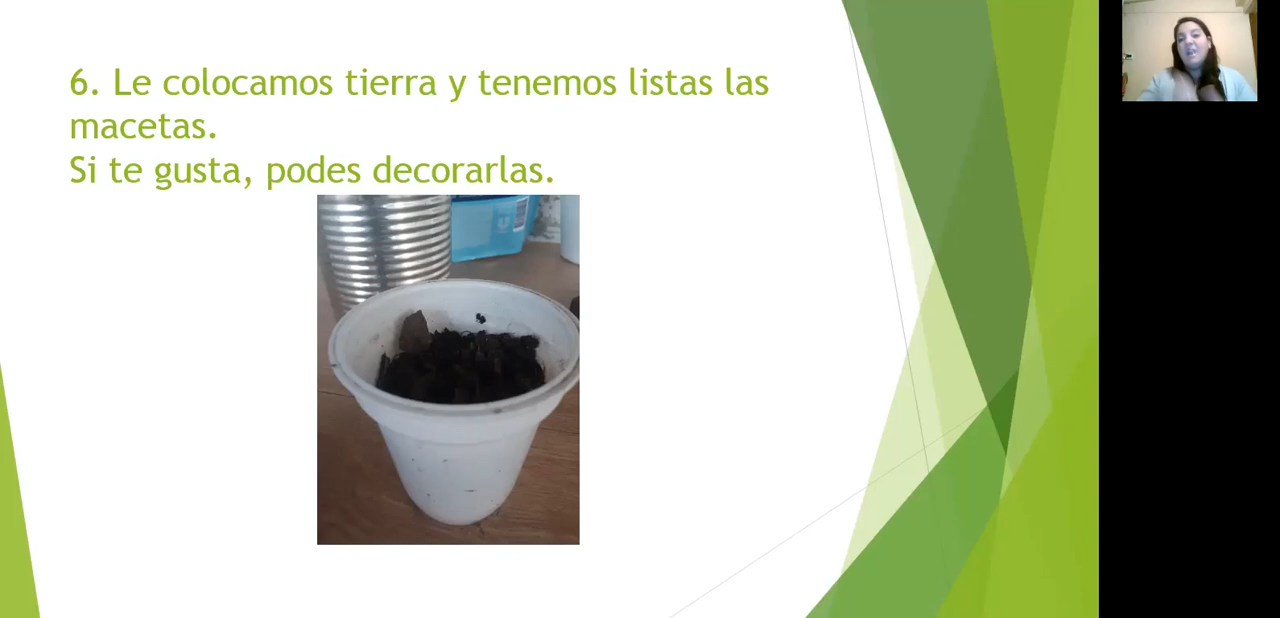 6. Le colocamos tierra y tenemos listas las
macetas.
Si te gusta, podes decorarlas.